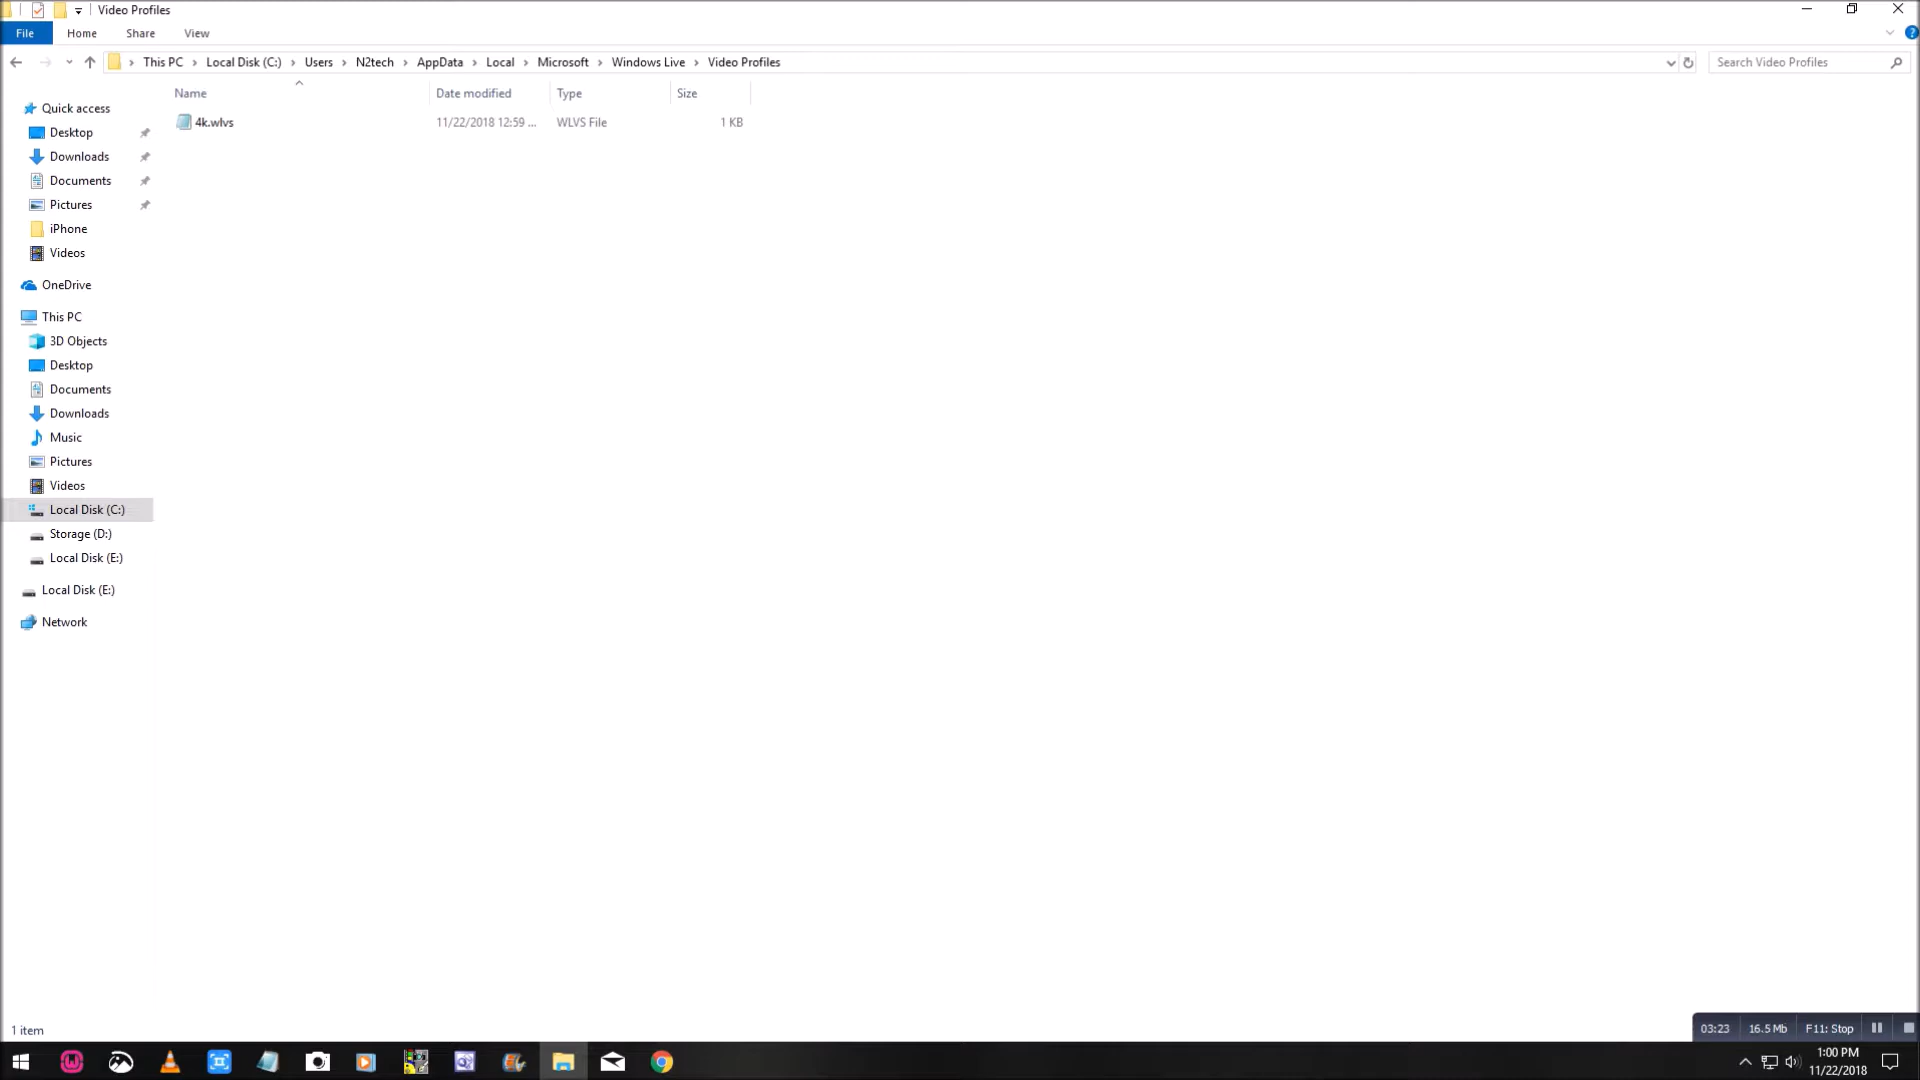 Video Profiles
File Home Share View
This PC Local Disk (C:) Users N2tech AppData Local Microsoft Windows Live Video Profiles
Search Video Profiles
Name Date modified Type Size
4k.wlvs 11/22/2018 12:59 ... WLVS File 1 KB
Quick access
Desktop
Downloads
Documents
Pictures
iPhone
Videos
OneDrive
This PC
3D Objects
Desktop
Documents
Downloads
Music
Pictures
Videos
Local Disk (C:)
Storage (D:)
Local Disk (E:)
Local Disk (E:)
Network
1 item
03:23 16.5 Mb F11: Stop
1:00 PM
11/22/2018